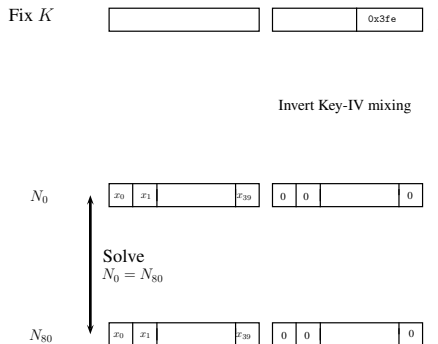 Fix K 0x3fe
Invert Key-IV mixing
N₀ x₀ x₁ x₃₉ 0 0 0
Solve
N₀ = N₈₀
N₈₀ x₀ x₁ x₃₉ 0 0 0